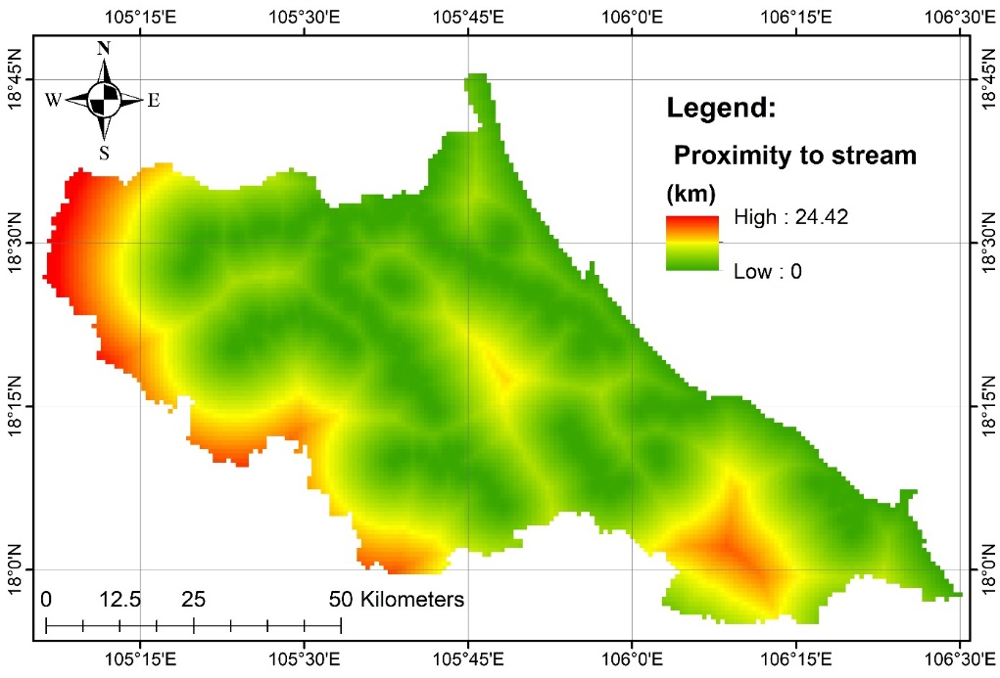 105°15'E 105°30'E 105°45'E 106°0'E 106°15'E 106°30'E
N
W E
S
18°45'N 18°45'N
Legend:
Proximity to stream
(km)
High : 24.42
Low : 0
18°30'N 18°30'N
18°15'N 18°15'N
18°0'N 18°0'N
0 12.5 25 50 Kilometers
105°15'E 105°30'E 105°45'E 106°0'E 106°15'E 106°30'E